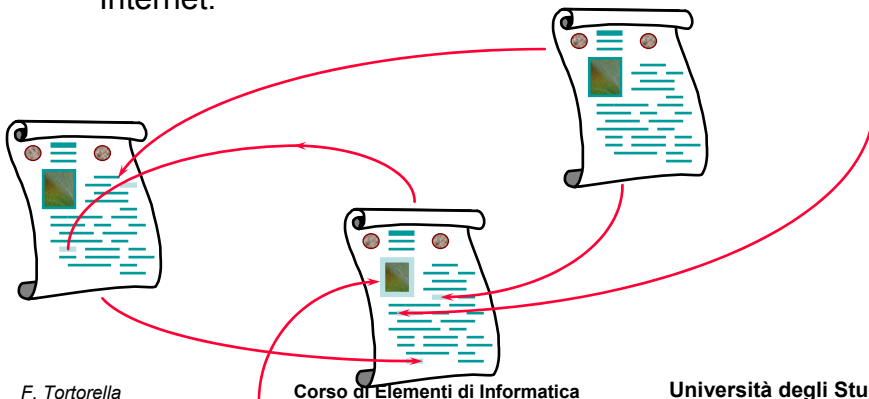 Internet.
F. Tortorella Corso di Elementi di Informatica Università degli Stu